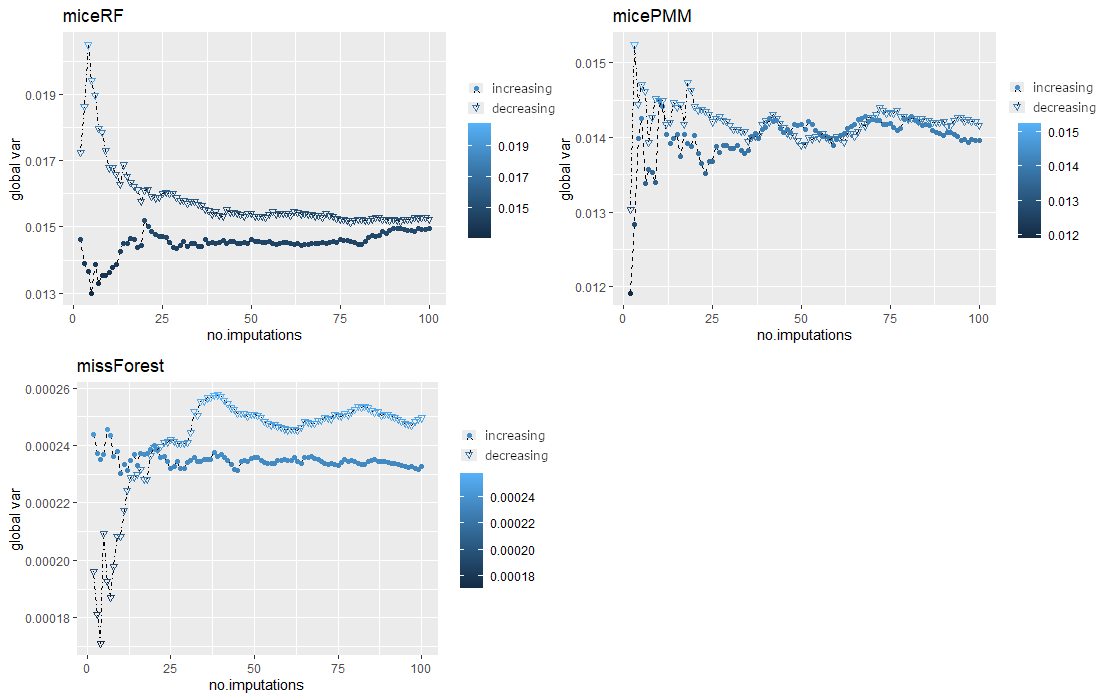 miceRF
global var
0.019
0.017
0.015
0.013
0 25 50 75 100
no.imputations
increasing
decreasing
0.019
0.017
0.015
micePMM
global var
0.015
0.014
0.013
0.012
0 25 50 75 100
no.imputations
increasing
decreasing
0.015
0.014
0.013
0.012
missForest
global var
0.00026
0.00024
0.00022
0.00020
0.00018
0 25 50 75 100
no.imputations
increasing
decreasing
0.00024
0.00022
0.00020
0.00018